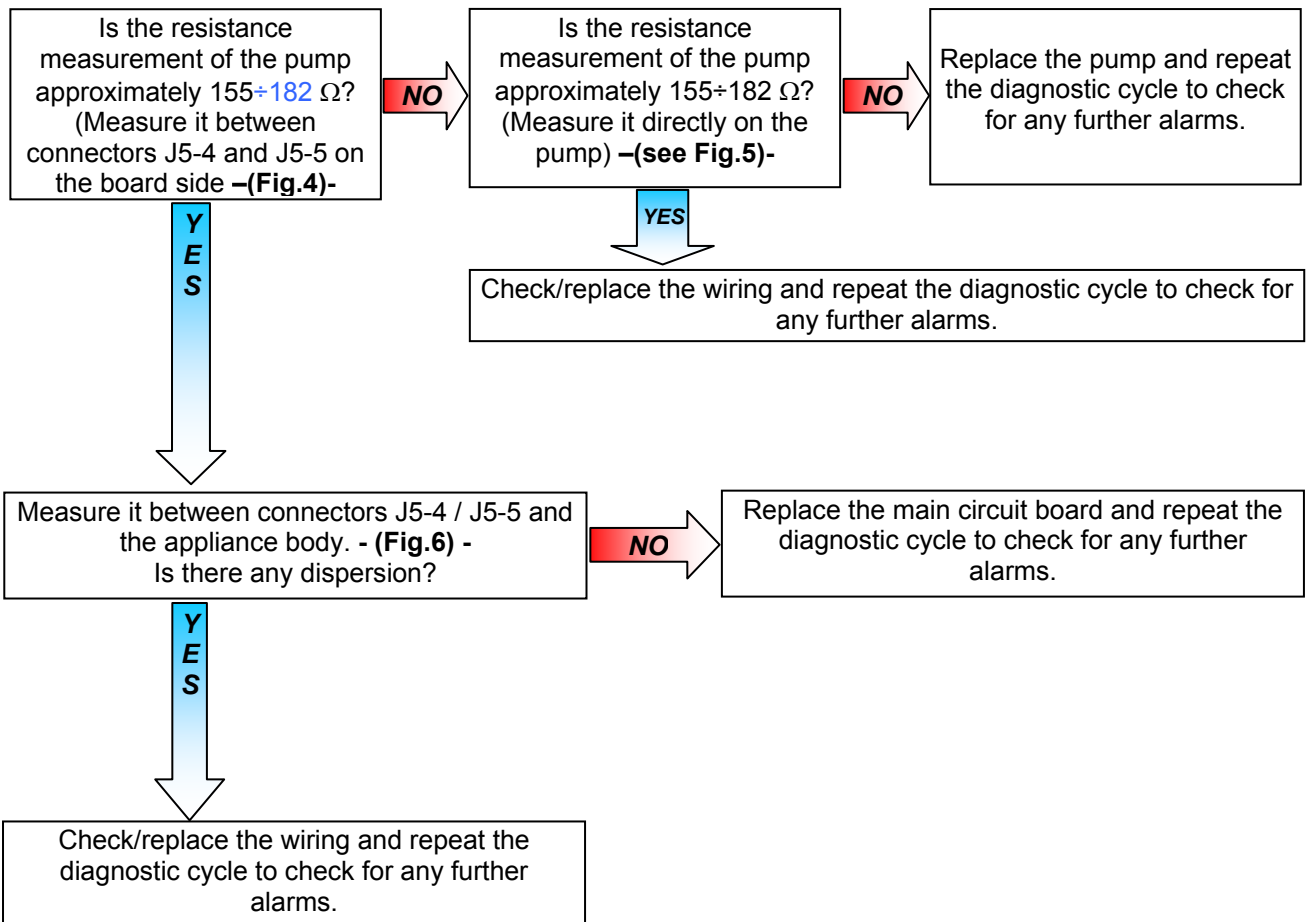 Is the resistance
measurement of the pump
approximately 155÷182 Ω?
(Measure it between
connectors J5-4 and J5-5 on
the board side –(Fig.4)-
NO
Is the resistance
measurement of the pump
approximately 155÷182 Ω?
(Measure it directly on the
pump) –(see Fig.5)-
NO
Replace the pump and repeat
the diagnostic cycle to check
for any further alarms.
YES
YES
Check/replace the wiring and repeat the diagnostic cycle to check for
any further alarms.
Measure it between connectors J5-4 / J5-5 and
the appliance body. - (Fig.6) -
Is there any dispersion?
NO
Replace the main circuit board and repeat the
diagnostic cycle to check for any further
alarms.
YES
Check/replace the wiring and repeat the
diagnostic cycle to check for any further
alarms.